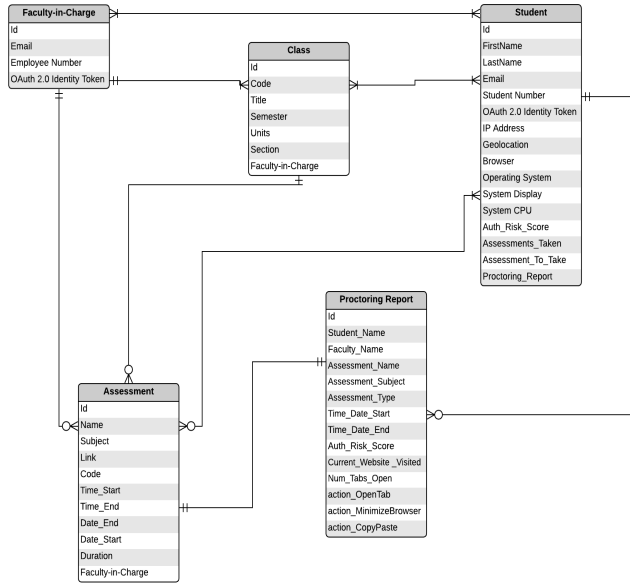 Faculty-in-Charge
Id
Email
Employee Number
OAuth 2.0 Identity Token
Class
Id
Code
Title
Semester
Units
Section
Faculty-in-Charge
Student
Id
FirstName
LastName
Email
Student Number
OAuth 2.0 Identity Token
IP Address
Geolocation
Browser
Operating System
System Display
System CPU
Auth_Risk_Score
Assessments_Taken
Assessment_To_Take
Proctoring_Report
Proctoring Report
Id
Student_Name
Faculty_Name
Assessment_Name
Assessment_Subject
Assessment_Type
Time_Date_Start
Time_Date_End
Auth_Risk_Score
Current_Website _Visited
Num_Tabs_Open
action_OpenTab
action_MinimizeBrowser
action_CopyPaste
Assessment
Id
Name
Subject
Link
Code
Time_Start
Time_End
Date_End
Date_Start
Duration
Faculty-in-Charge